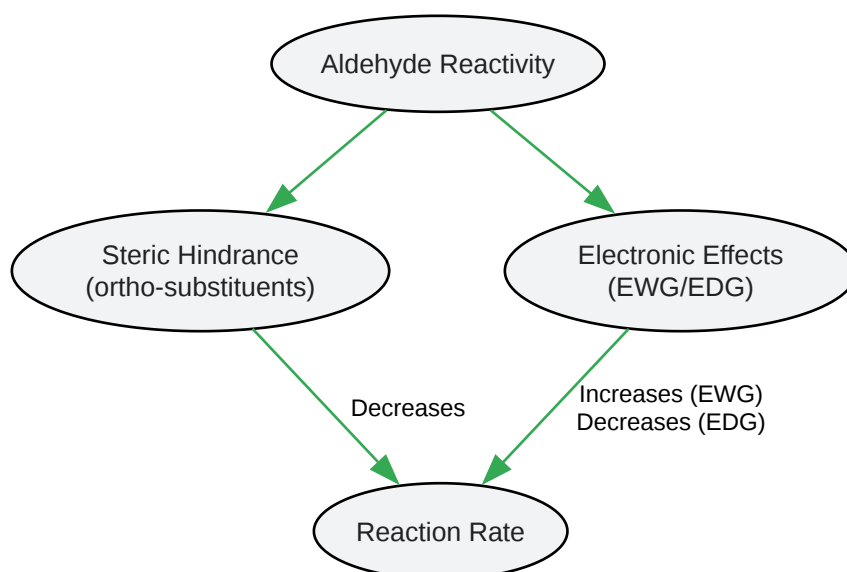 Aldehyde Reactivity
Steric Hindrance
(ortho-substituents)
Electronic Effects
(EWG/EDG)
Decreases
Increases (EWG)
Decreases (EDG)
Reaction Rate